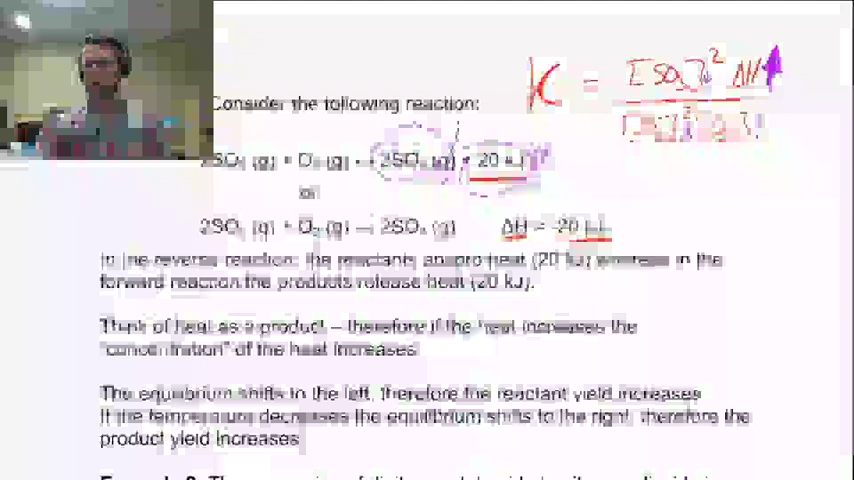 Consider the following reaction:
K = [SO₃]² ΔH
2SO₂ (g) + O₂ (g) → 2SO₃ (g) + 20 kJ
or
2SO₂ (g) + O₂ (g) → 2SO₃ (g) ΔH = -20 kJ
In the reverse reaction, the reactants absorb heat (20 kJ) whereas in the
forward reaction the products release heat (20 kJ).
Think of heat as a product – therefore if the heat increases the
"concentration" of the heat increases
The equilibrium shifts to the left, therefore the reactant yield increases
If the temperature decreases the equilibrium shifts to the right, therefore the
product yield increases